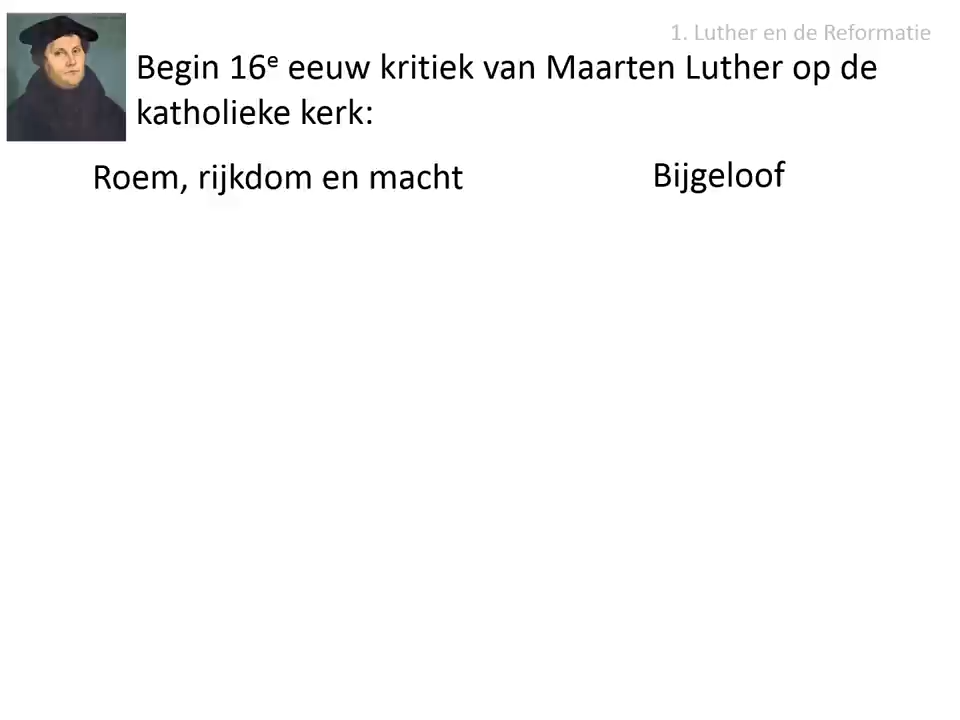 1. Luther en de Reformatie
Begin 16e eeuw kritiek van Maarten Luther op de
katholieke kerk:
Roem, rijkdom en macht
Bijgeloof